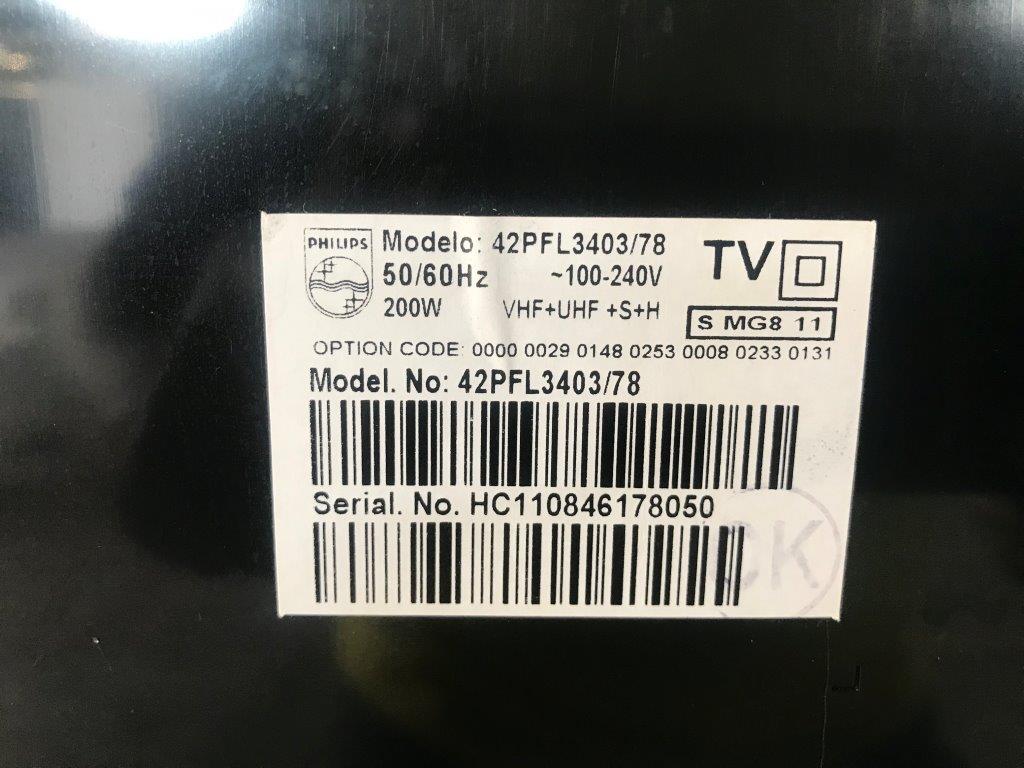 PHILIPS
Modelo: 42PFL3403/78
TV
50/60Hz ~100-240V
200W VHF+UHF +S+H
S MG8 11
OPTION CODE: 0000 0029 0148 0253 0008 0233 0131
Model. No: 42PFL3403/78
Serial. No. HC110846178050
CK